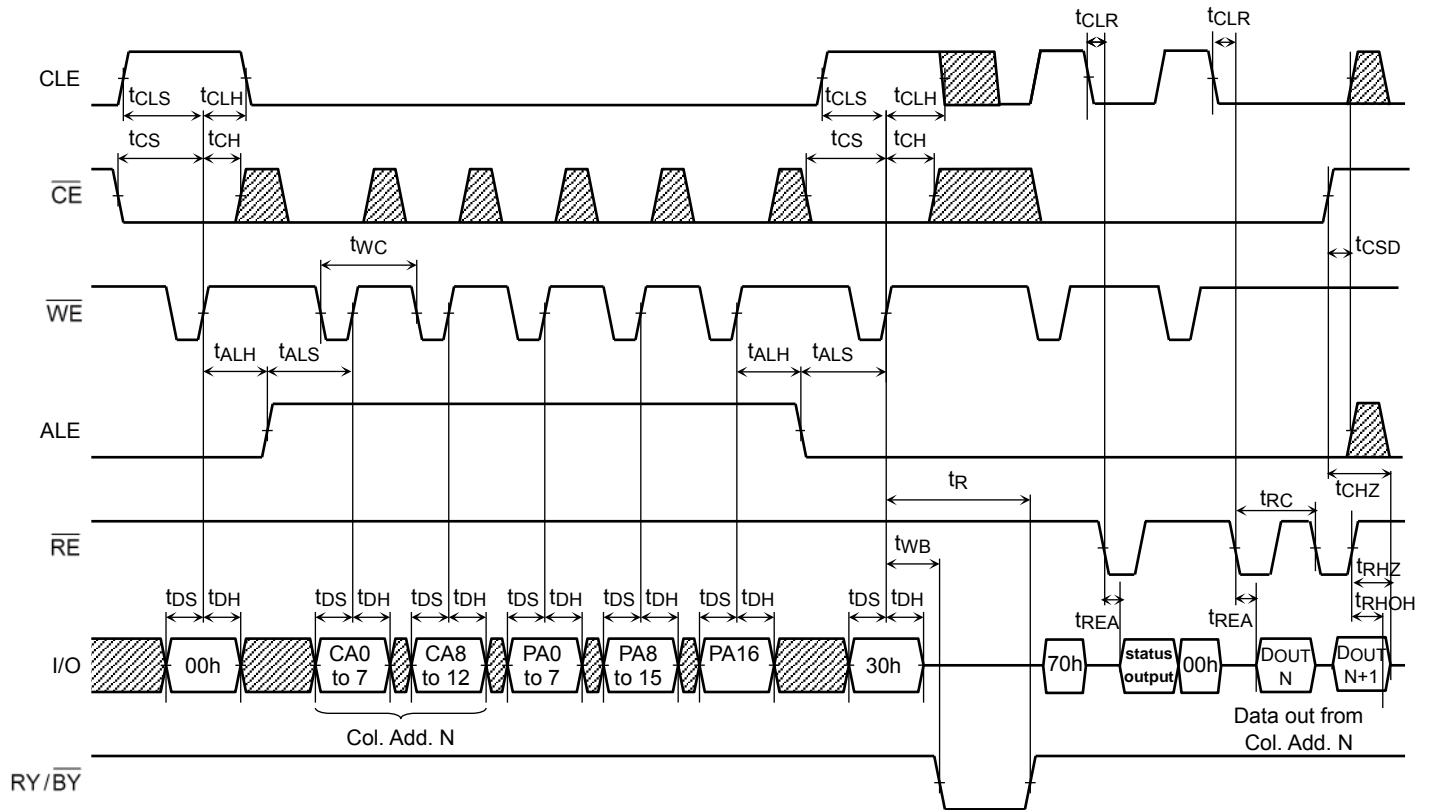 tCLR tCLR
CLE
tCLS tCLH tCLS tCLH
tCS tCH tCS tCH
CE
tWC tCSD
WE
tALH tALS tALH tALS
ALE
tR tCHZ
tRC
RE
tWB
tRHZ
tDS tDH tDS tDH tDS tDH tDS tDH tDS tDH tDS tDH tDS tDH tRHOH
tREA tREA
I/O 00h CA0 to 7 CA8 to 12 PA0 to 7 PA8 to 15 PA16 30h 70h status output 00h DOUT N DOUT N+1
Col. Add. N
Data out from
Col. Add. N
RY/BY